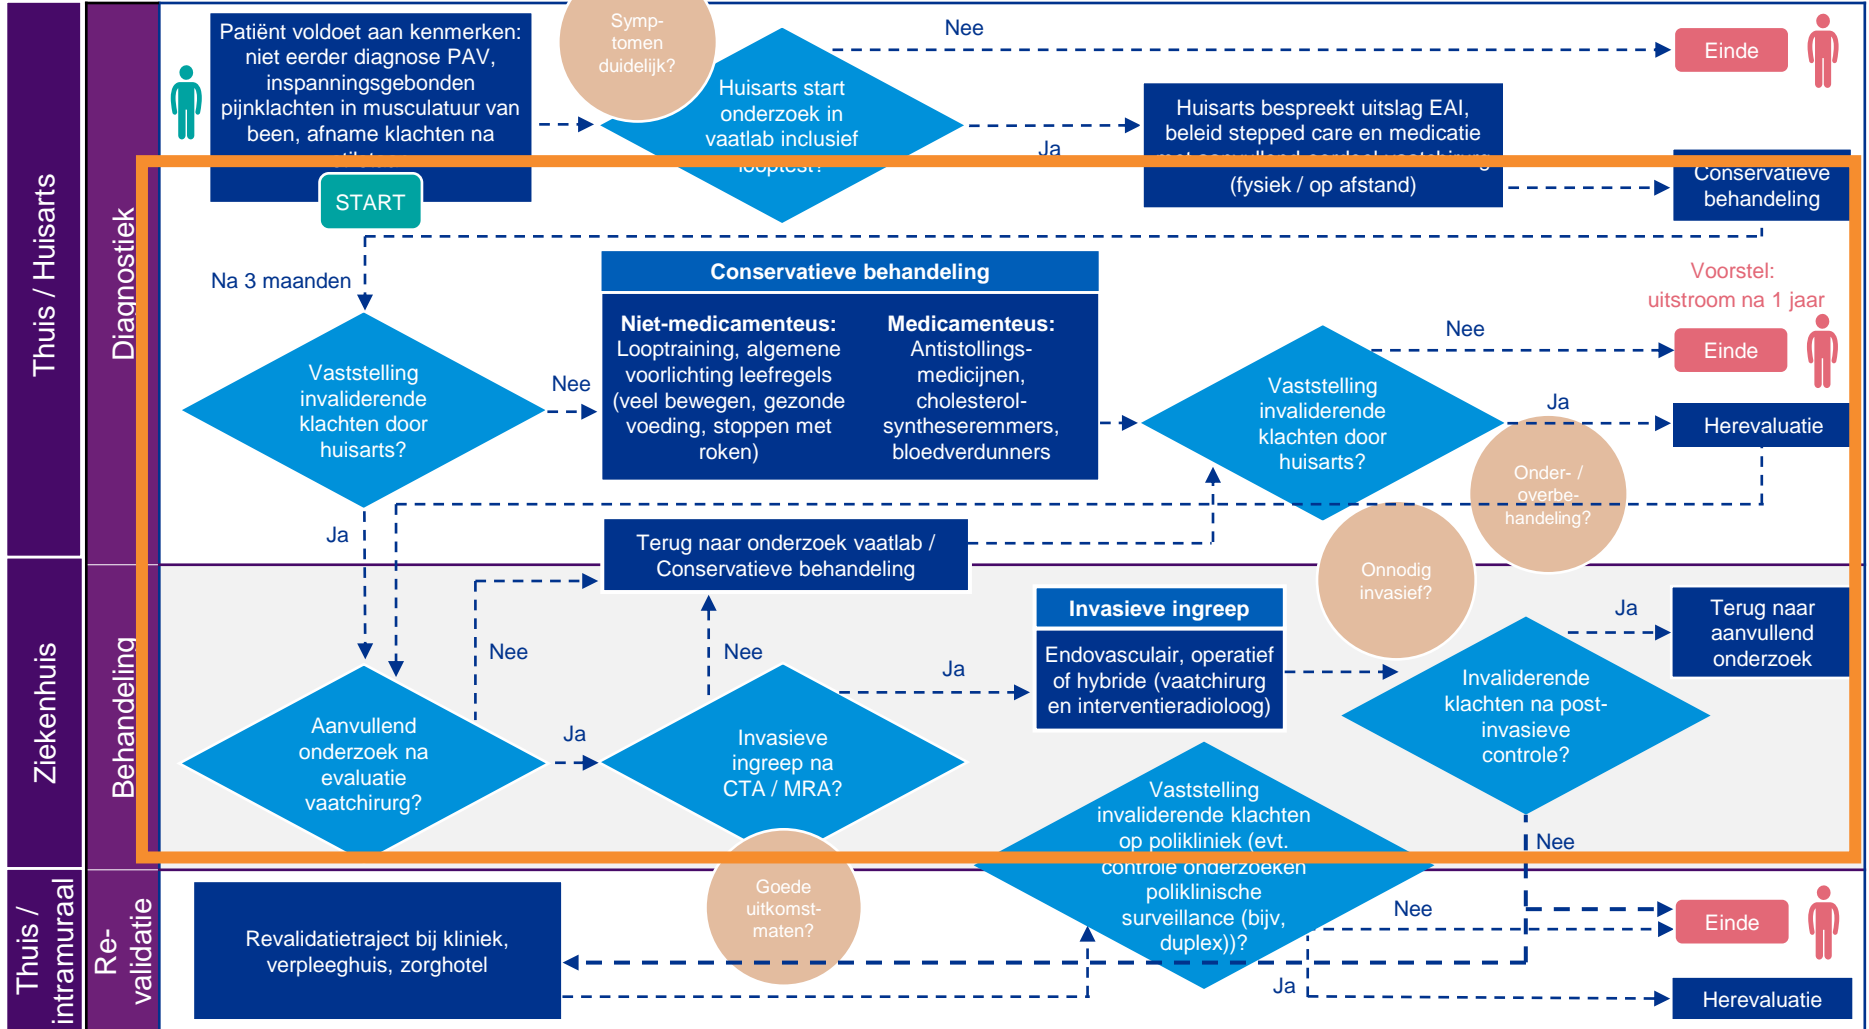 Thuis / Huisarts
Diagnostiek
Patiënt voldoet aan kenmerken:
niet eerder diagnose PAV,
inspanningsgebonden
pijnklachten in musculatuur van
been, afname klachten na
START
Symp-
tomen
duidelijk?
Huisarts start
onderzoek in
vaatlab inclusief
looptest?
Nee
Einde
Ja
Huisarts bespreekt uitslag EAI,
beleid stepped care en medicatie
met aanvullend oordeel vaatchirurg
(fysiek / op afstand)
Conservatieve
behandeling
Na 3 maanden
Vaststelling
invaliderende
klachten door
huisarts?
Nee
Ja
Conservatieve behandeling
Niet-medicamenteus:
Looptraining, algemene
voorlichting leefregels
(veel bewegen, gezonde
voeding, stoppen met
roken)
Medicamenteus:
Antistollings-
medicijnen,
cholesterol-
syntheseremmers,
bloedverdunners
Vaststelling
invaliderende
klachten door
huisarts?
Nee
Voorstel:
uitstroom na 1 jaar
Einde
Ja
Herevaluatie
Onder- /
overbe-
handeling?
Terug naar onderzoek vaatlab /
Conservatieve behandeling
Ziekenhuis
Behandeling
Aanvullend
onderzoek na
evaluatie
vaatchirurg?
Nee
Ja
Invasieve
ingreep na
CTA / MRA?
Nee
Ja
Invasieve ingreep
Endovasculair, operatief
of hybride (vaatchirurg
en interventieradioloog)
Onnodig
invasief?
Invaliderende
klachten na post-
invasieve
controle?
Ja
Terug naar
aanvullend
onderzoek
Nee
Thuis /
intramuraal
Re-
validatie
Revalidatietraject bij kliniek,
verpleeghuis, zorghotel
Goede
uitkomst-
maten?
Vaststelling
invaliderende klachten
op polikliniek (evt.
controle onderzoeken
poliklinische
surveillance (bijv,
duplex))?
Nee
Einde
Ja
Herevaluatie